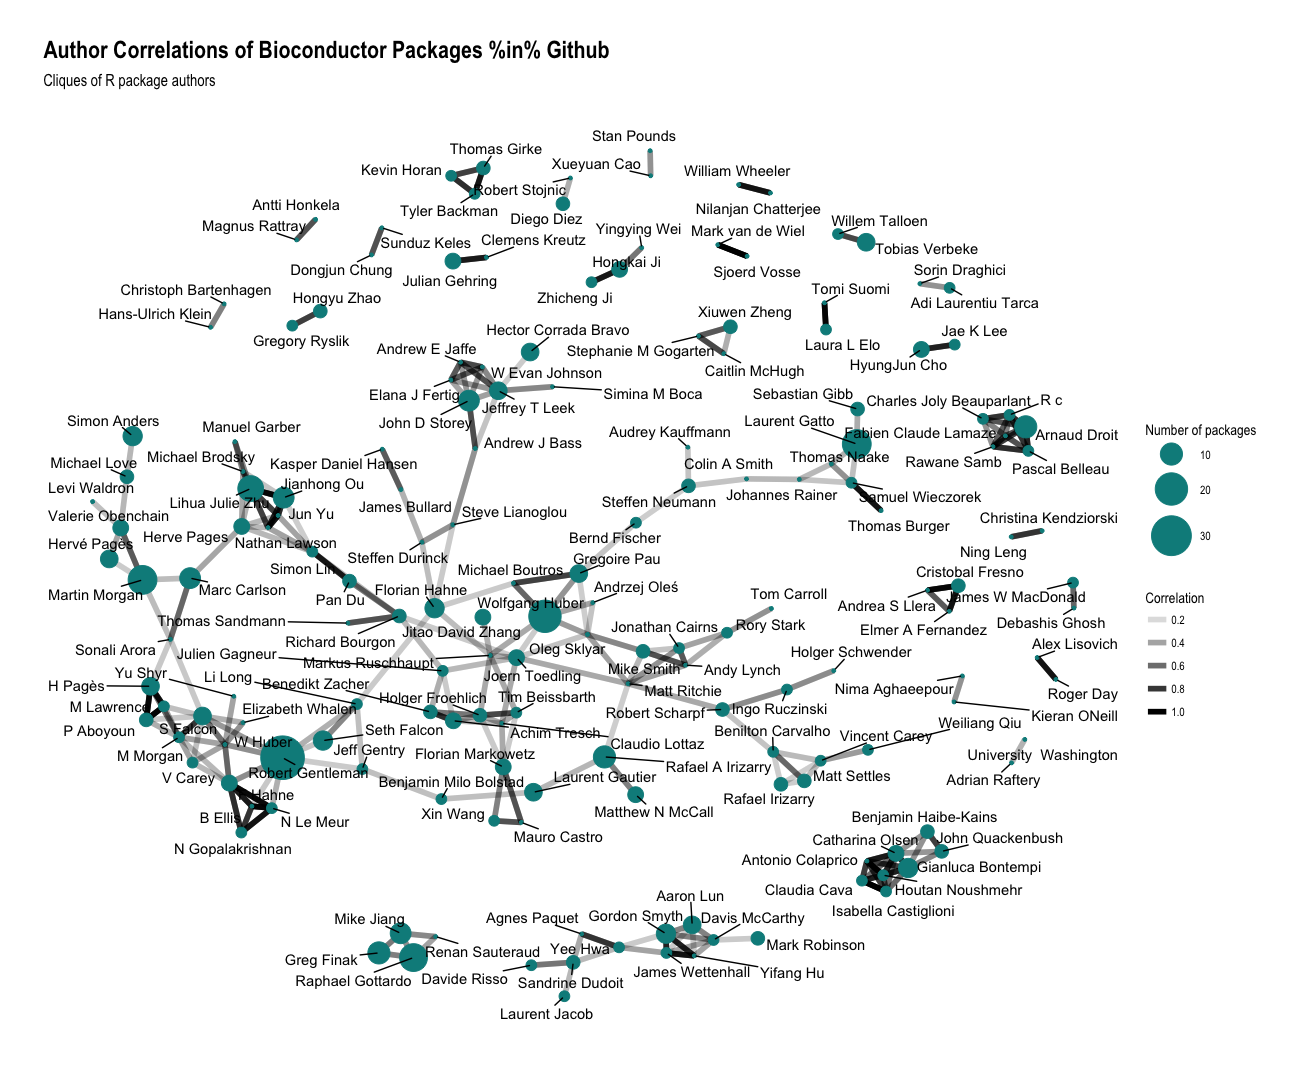 Author Correlations of Bioconductor Packages %in% Github
Cliques of R package authors
Stan Pounds
Thomas Girke
Xueyuan Cao
Kevin Horan
William Wheeler
Robert Stojnic
Antti Honkela
Tyler Backman
Nilanjan Chatterjee
Diego Diez
Willem Talloen
Magnus Rattray
Yingying Wei
Mark van de Wiel
Sunduz Keles
Clemens Kreutz
Tobias Verbeke
Hongkai Ji
Dongjun Chung
Sjoerd Vosse
Sorin Draghici
Julian Gehring
Christoph Bartenhagen
Tomi Suomi
Hongyu Zhao
Zhicheng Ji
Adi Laurentiu Tarca
Hans-Ulrich Klein
Xiuwen Zheng
Hector Corrada Bravo
Jae K Lee
Gregory Ryslik
Laura L Elo
Andrew E Jaffe
Stephanie M Gogarten
HyungJun Cho
W Evan Johnson
Caitlin McHugh
Elana J Fertig
Simina M Boca
Sebastian Gibb
Charles Joly Beauparlant
R c
Jeffrey T Leek
Simon Anders
John D Storey
Laurent Gatto
Manuel Garber
Audrey Kauffmann
Fabien Claude Lamaze
Arnaud Droit
Andrew J Bass
Michael Brodsky
Thomas Naake
Michael Love
Kasper Daniel Hansen
Colin A Smith
Rawane Samb
Pascal Belleau
Levi Waldron
Lihua Julie Zhu
Jianhong Ou
Johannes Rainer
Samuel Wieczorek
James Bullard
Steffen Neumann
Valerie Obenchain
Jun Yu
Steve Lianoglou
Christina Kendziorski
Thomas Burger
Herve Pages
Bernd Fischer
Hervé Pagès
Nathan Lawson
Ning Leng
Steffen Durinck
Gregoire Pau
Simon Lin
Michael Boutros
Cristobal Fresno
Martin Morgan
Marc Carlson
Florian Hahne
Andrzej Oleś
Pan Du
Tom Carroll
James W MacDonald
Wolfgang Huber
Andrea S Llera
Thomas Sandmann
Jonathan Cairns
Rory Stark
Debashis Ghosh
Jitao David Zhang
Elmer A Fernandez
Richard Bourgon
Alex Lisovich
Sonali Arora
Oleg Sklyar
Julien Gagneur
Holger Schwender
Markus Ruschhaupt
Mike Smith
Andy Lynch
Yu Shyr
Li Long
Joern Toedling
H Pagès
Benedikt Zacher
Matt Ritchie
Nima Aghaeepour
Roger Day
Holger Froehlich
Tim Beissbarth
M Lawrence
Elizabeth Whalen
Robert Scharpf
Ingo Ruczinski
Kieran ONeill
P Aboyoun
S Falcon
Seth Falcon
Achim Tresch
Benilton Carvalho
Weiliang Qiu
W Huber
Jeff Gentry
Claudio Lottaz
Vincent Carey
M Morgan
Florian Markowetz
University Washington
Rafael A Irizarry
V Carey
Robert Gentleman
Benjamin Milo Bolstad
Laurent Gautier
Matt Settles
Adrian Raftery
Hahne
Rafael Irizarry
B Ellis
Xin Wang
Matthew N McCall
N Le Meur
Benjamin Haibe-Kains
Mauro Castro
N Gopalakrishnan
Catharina Olsen
John Quackenbush
Antonio Colaprico
Gianluca Bontempi
Claudia Cava
Houtan Noushmehr
Aaron Lun
Isabella Castiglioni
Mike Jiang
Agnes Paquet
Gordon Smyth
Davis McCarthy
Mark Robinson
Renan Sauteraud
Yee Hwa
Greg Finak
James Wettenhall
Yifang Hu
Raphael Gottardo
Davide Risso
Sandrine Dudoit
Laurent Jacob
Number of packages
10
20
30
Correlation
0.2
0.4
0.6
0.8
1.0